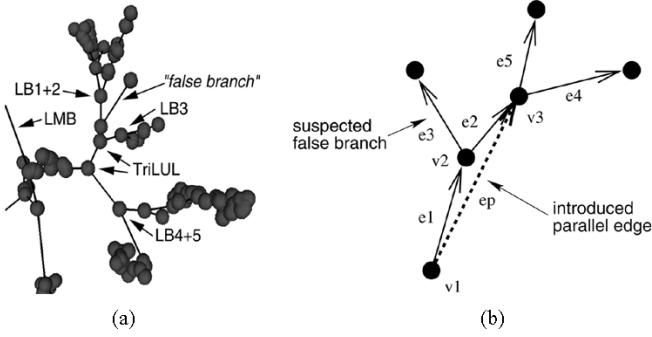 LB1+2
"false branch"
LMB
LB3
TriLUL
LB4+5
(a)
e5
e4
suspected
false branch
e3
e2
v3
v2
e1
ep
introduced
parallel edge
v1
(b)